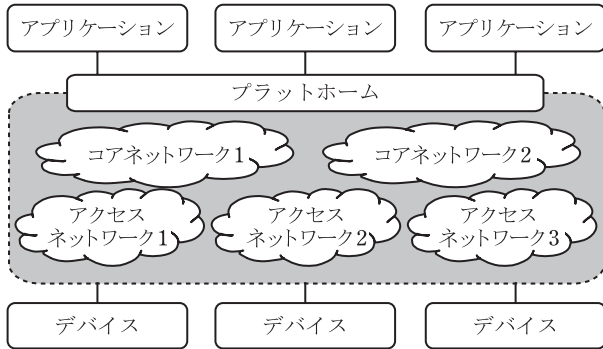 アプリケーション
アプリケーション
アプリケーション
プラットホーム
コアネットワーク1
コアネットワーク2
アクセス
ネットワーク1
アクセス
ネットワーク2
アクセス
ネットワーク3
デバイス
デバイス
デバイス